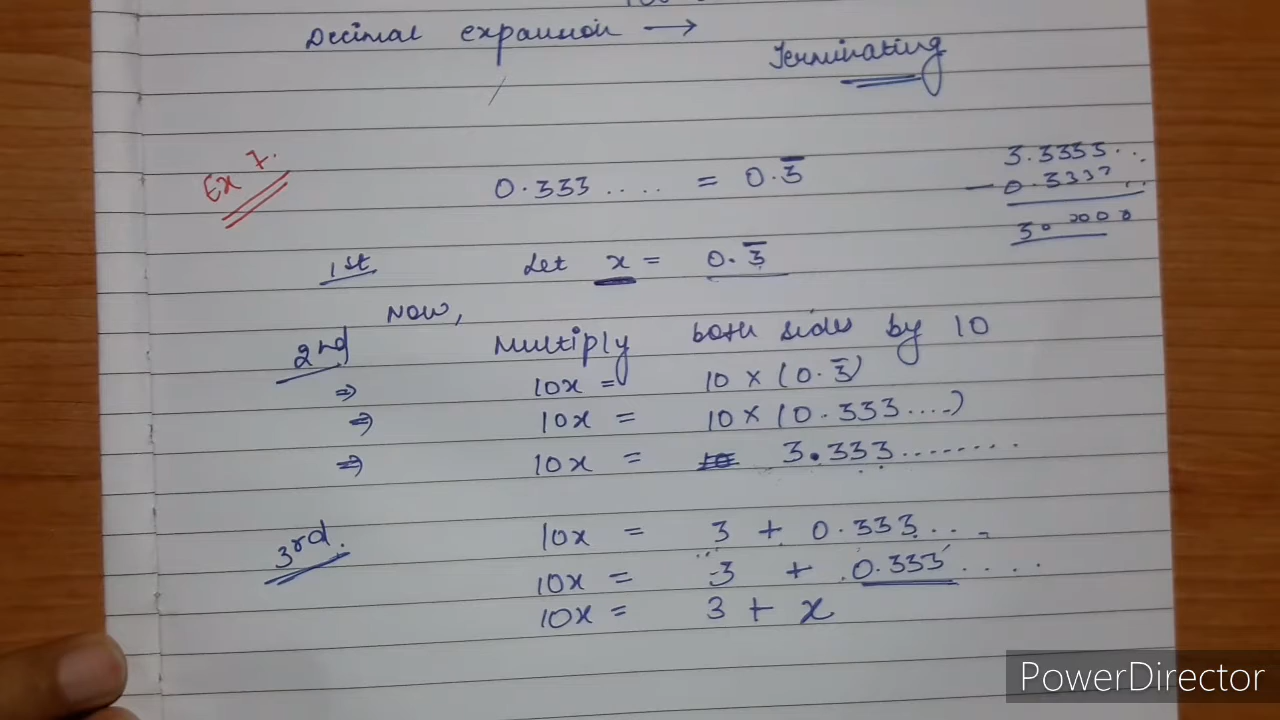 Decimal expansion →
Terminating
Ex 7.
0.333 .... = 0.3̅
3.3333...
- 0.3333...
3.0000
1st Let x = 0.3̅
Now,
2nd Multiply both sides by 10
⇒ 10x = 10 × (0.3̅)
⇒ 10x = 10 × (0.333....)
⇒ 10x = 3.333........
3rd. 10x = 3 + 0.333...
10x = 3 + 0.333....
10x = 3 + x
PowerDirector